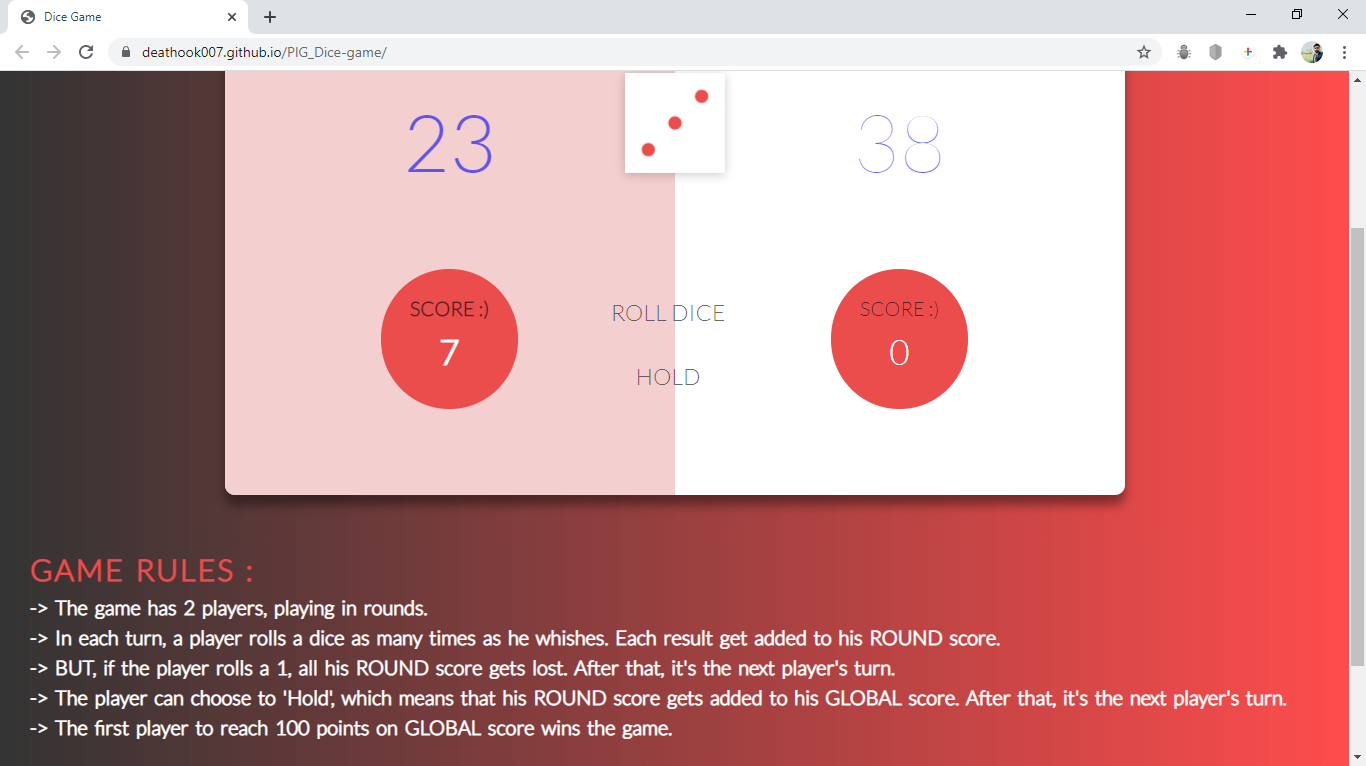 Dice Game
deathook007.github.io/PIG_Dice-game/
23
38
SCORE :)
7
ROLL DICE
HOLD
SCORE :)
0
GAME RULES :
-> The game has 2 players, playing in rounds.
-> In each turn, a player rolls a dice as many times as he whishes. Each result get added to his ROUND score.
-> BUT, if the player rolls a 1, all his ROUND score gets lost. After that, it's the next player's turn.
-> The player can choose to 'Hold', which means that his ROUND score gets added to his GLOBAL score. After that, it's the next player's turn.
-> The first player to reach 100 points on GLOBAL score wins the game.